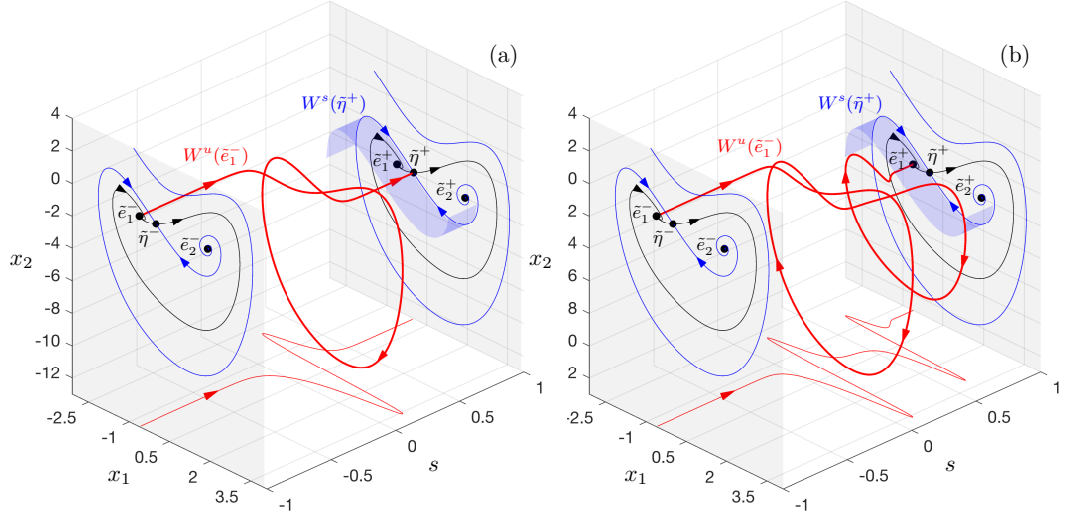 (a)
W^s(η̃^+)
W^u(ẽ_1^-)
ẽ_1^+
η̃^+
ẽ_2^+
ẽ_1^-
η̃^-
ẽ_2^-
x_2
4
2
0
-2
-4
-6
-8
-10
-12
-2.5
-1
0.5
2
3.5
x_1
-1
-0.5
0
0.5
1
s
(b)
W^s(η̃^+)
W^u(ẽ_1^-)
ẽ_1^+
η̃^+
ẽ_2^+
ẽ_1^-
η̃^-
ẽ_2^-
x_2
4
2
0
2
4
6
8
0
2
-2.5
-1
0.5
2
3.5
x_1
-1
-0.5
0
0.5
1
s